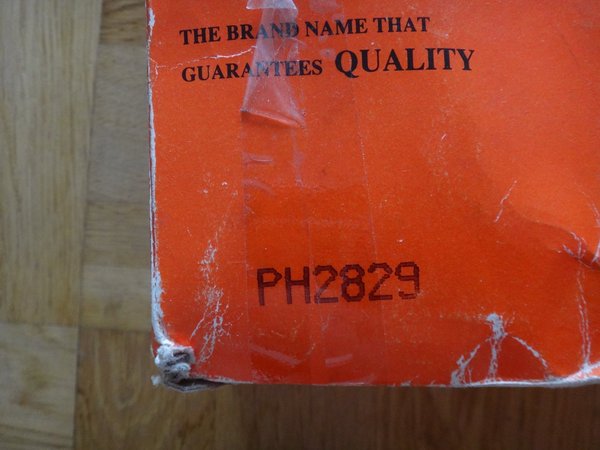 THE BRAND NAME THAT
GUARANTEES QUALITY
PH2829